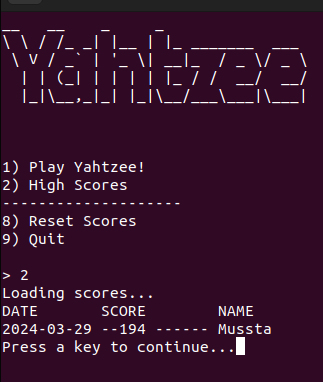 Yahtzee
1) Play Yahtzee!
2) High Scores
--------------------
8) Reset Scores
9) Quit
> 2
Loading scores...
DATE SCORE NAME
2024-03-29 --194 ------ Mussta
Press a key to continue...